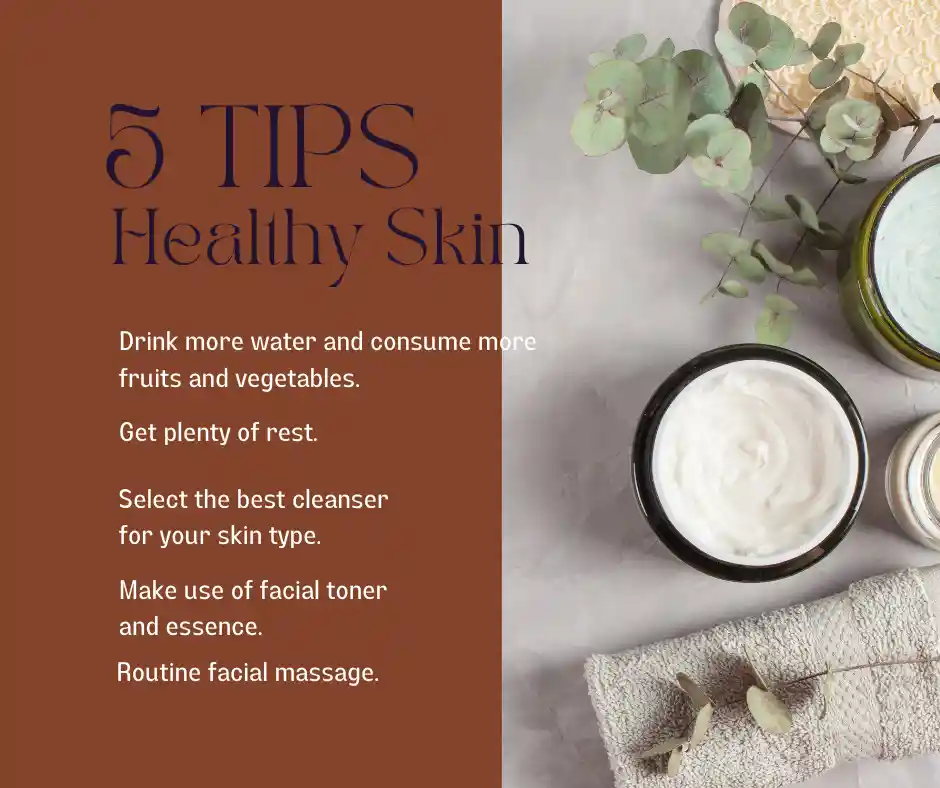 5 TIPS
Healthy Skin
Drink more water and consume more
fruits and vegetables.
Get plenty of rest.
Select the best cleanser
for your skin type.
Make use of facial toner
and essence.
Routine facial massage.